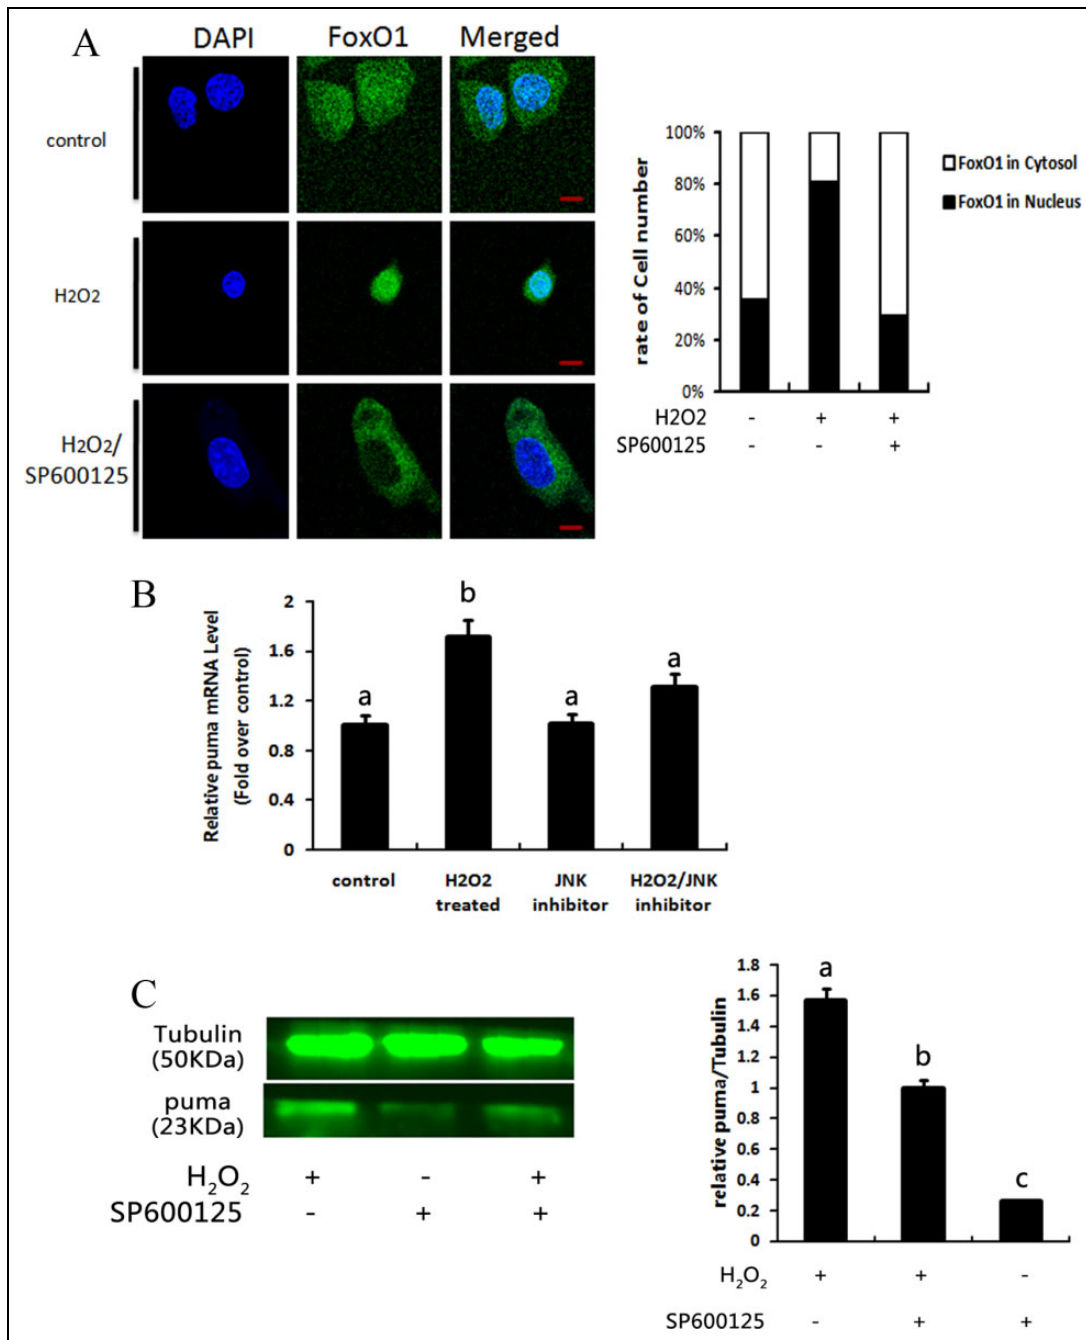 A
DAPI FoxO1 Merged
control
H2O2
H2O2/
SP600125
100%
80%
60%
40%
20%
0%
rate of Cell number
FoxO1 in Cytosol
FoxO1 in Nucleus
H2O2 - + +
SP600125 - - +
B
Relative puma mRNA Level
(Fold over control)
2
1.6
1.2
0.8
0.4
0
a b a a
control H2O2 treated JNK inhibitor H2O2/JNK inhibitor
C
Tubulin
(50KDa)
puma
(23KDa)
H₂O₂ + - +
SP600125 - + +
relative puma/Tubulin
1.8
1.6
1.4
1.2
1
0.8
0.6
0.4
0.2
0
a b c
H₂O₂ + + -
SP600125 - + +